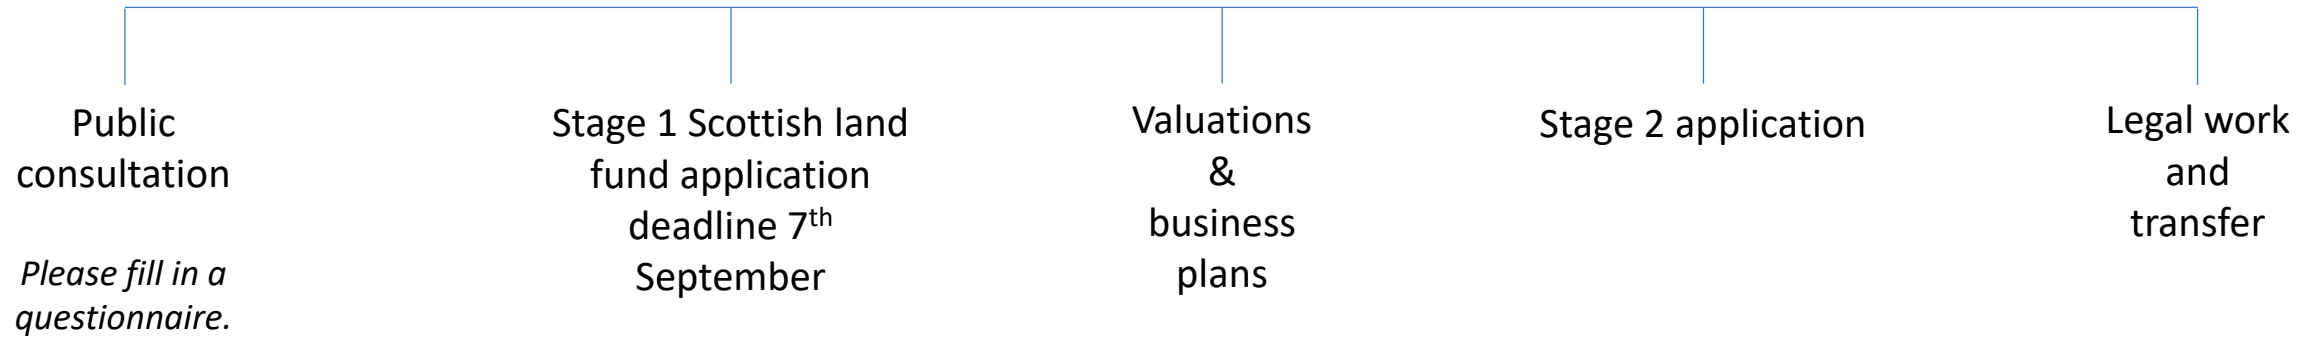 Public
consultation
Please fill in a
questionnaire.
Stage 1 Scottish land
fund application
deadline 7th
September
Valuations
&
business
plans
Stage 2 application
Legal work
and
transfer